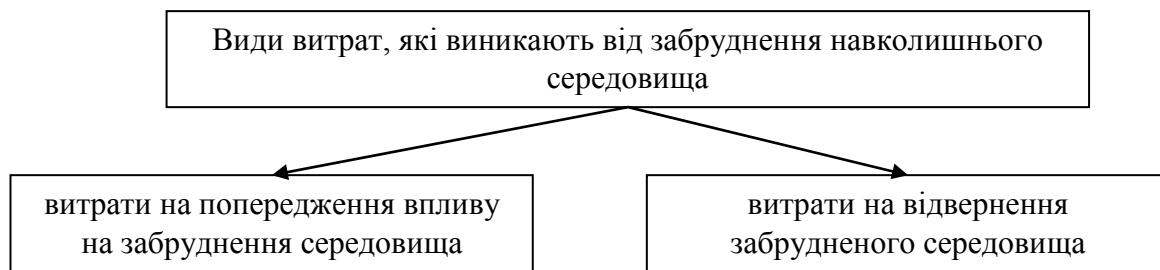 Види витрат, які виникають від забруднення навколишнього
середовища
витрати на попередження впливу
на забруднення середовища
витрати на відвернення
забрудненого середовища